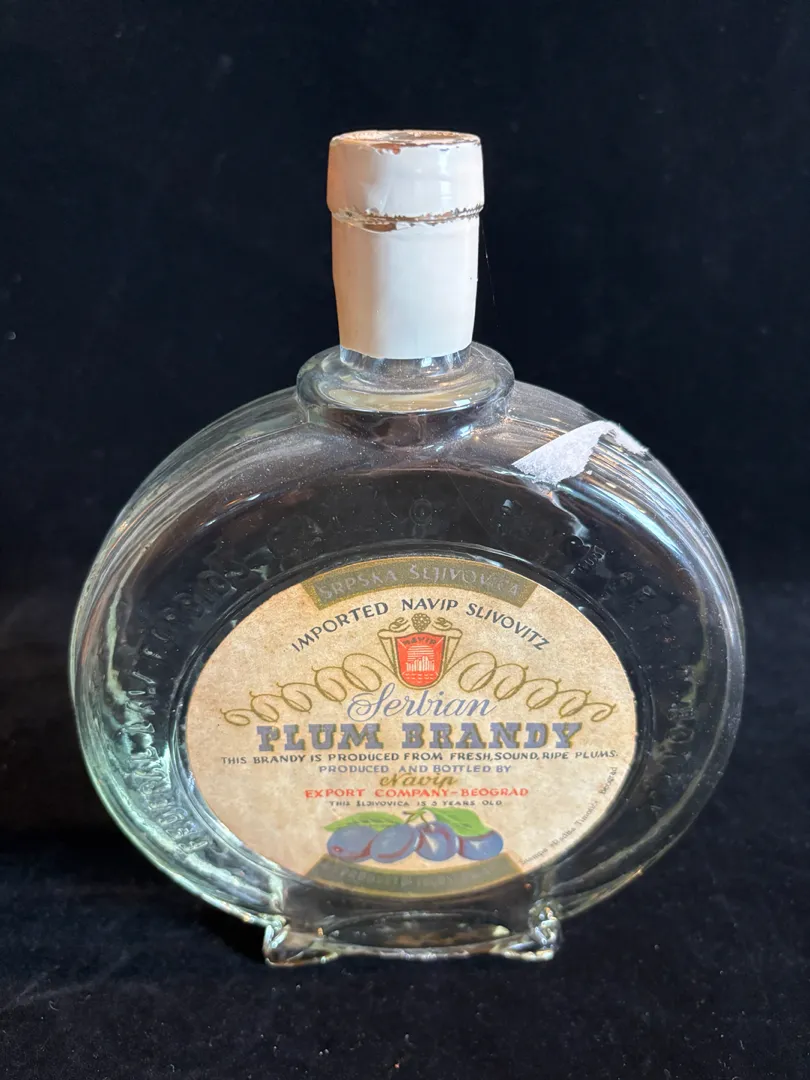 SRPSKA ŠLJIVOVICA
IMPORTED NAVIP SLIVOVITZ
NAVIP
Serbian
PLUM BRANDY
THIS BRANDY IS PRODUCED FROM FRESH, SOUND, RIPE PLUMS.
PRODUCED AND BOTTLED BY
Navip
EXPORT COMPANY-BEOGRAD
THIS ŠLJIVOVICA IS 5 YEARS OLD